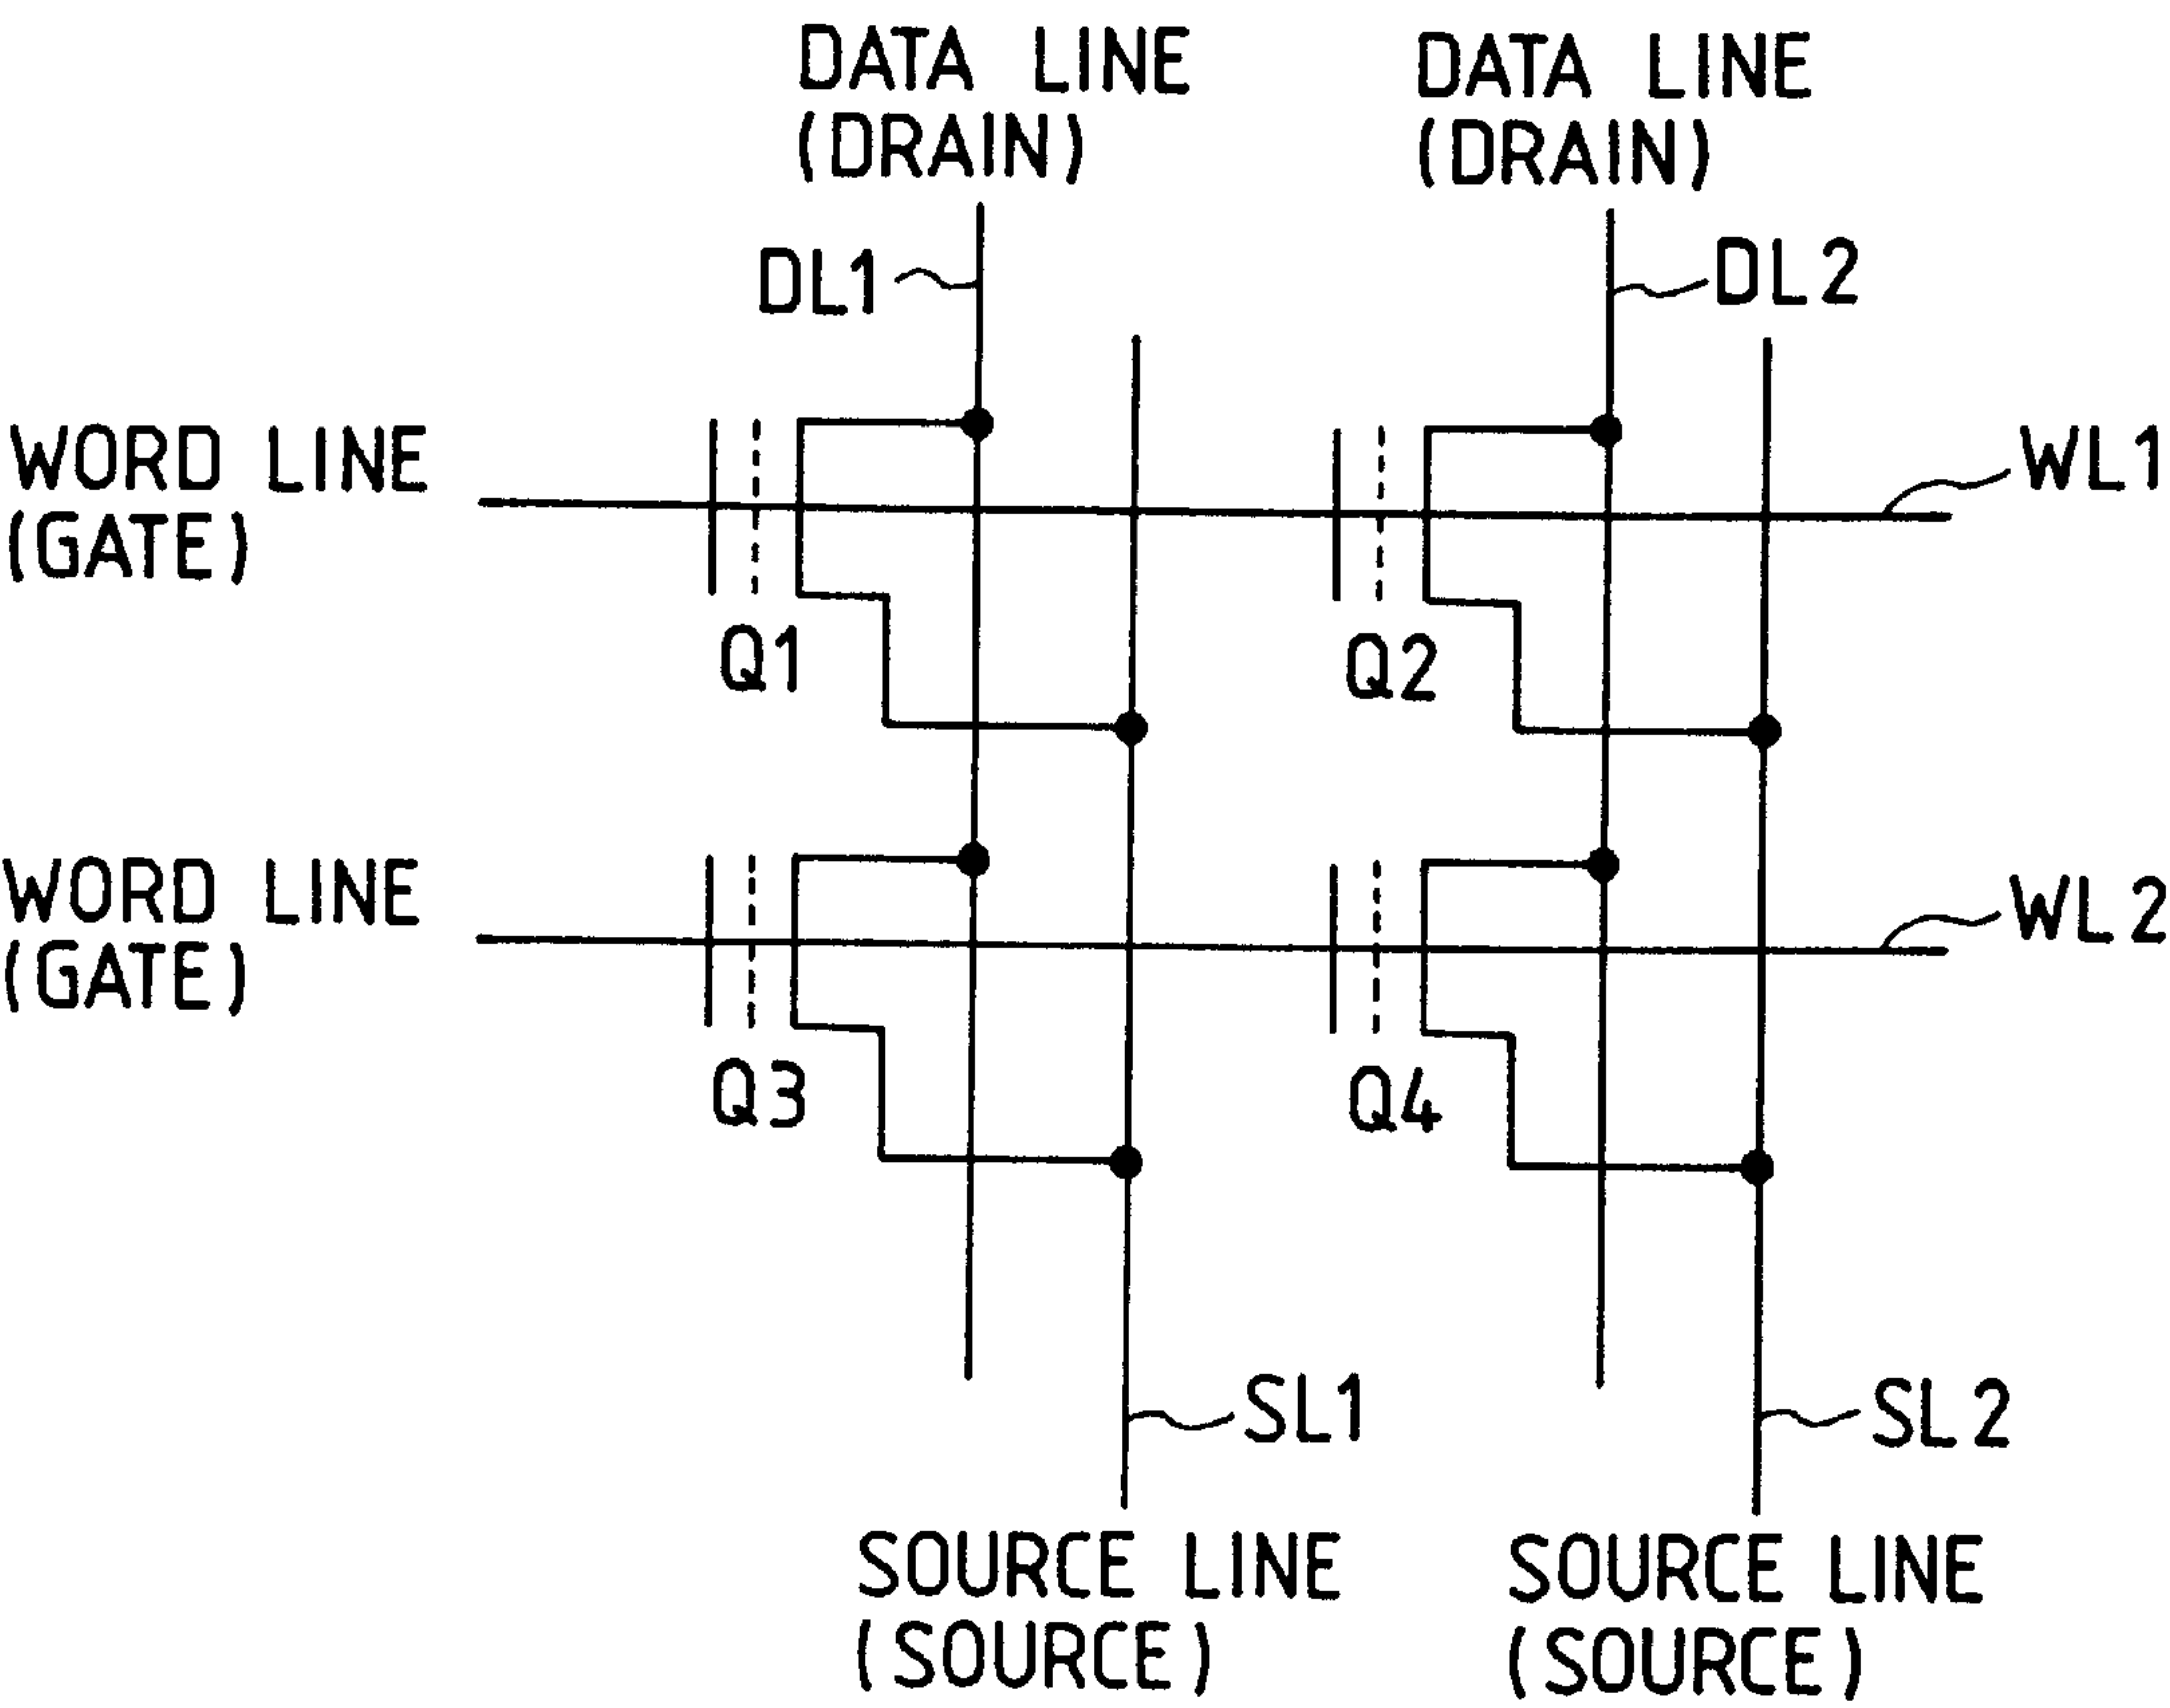 DATA LINE
(DRAIN)
DATA LINE
(DRAIN)
DL1
DL2
WORD LINE
(GATE)
WL1
Q1
Q2
WORD LINE
(GATE)
WL2
Q3
Q4
SL1
SL2
SOURCE LINE
(SOURCE)
SOURCE LINE
(SOURCE)